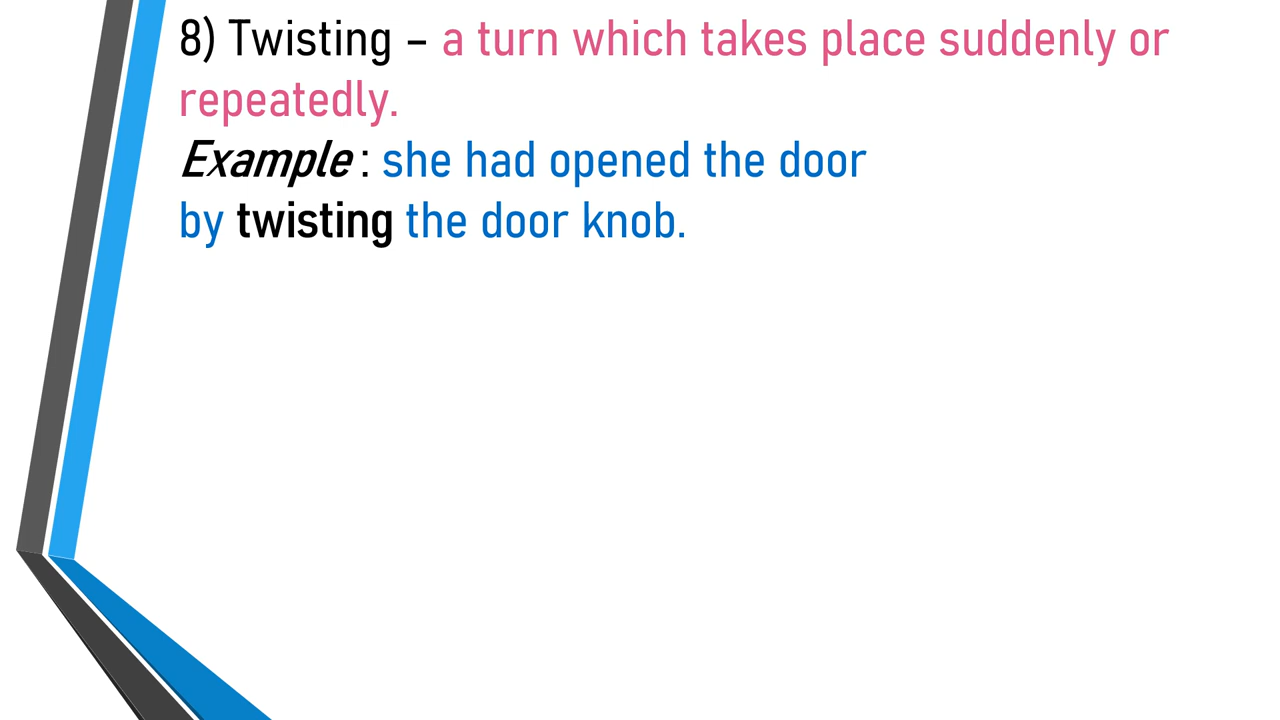 8) Twisting – a turn which takes place suddenly or
repeatedly.
Example : she had opened the door
by twisting the door knob.